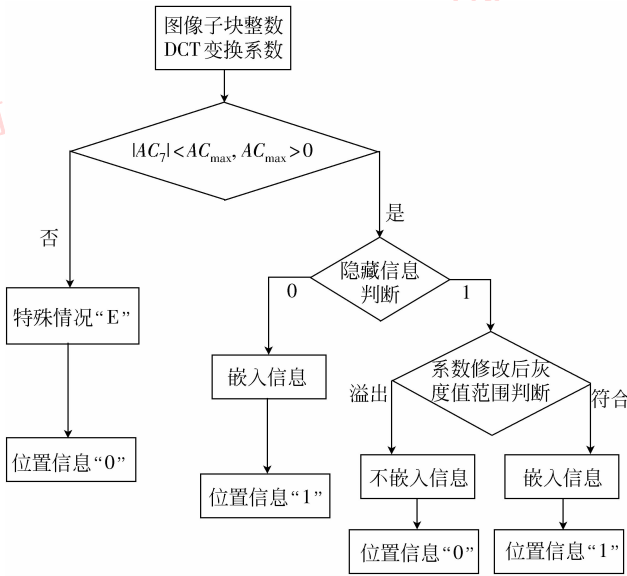 图像子块整数
DCT变换系数
|AC₇|<ACₘₐₓ, ACₘₐₓ>0
否
是
隐藏信息
判断
0
1
特殊情况“E”
嵌入信息
系数修改后灰
度值范围判断
溢出
符合
位置信息“0”
位置信息“1”
不嵌入信息
嵌入信息
位置信息“0”
位置信息“1”